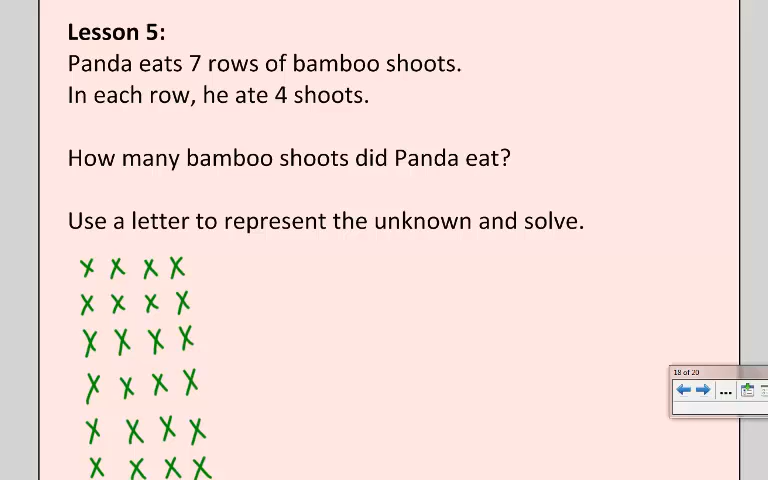 Lesson 5:
Panda eats 7 rows of bamboo shoots.
In each row, he ate 4 shoots.
How many bamboo shoots did Panda eat?
Use a letter to represent the unknown and solve.
x x x x
x x x x
x x x x
x x x x
x x x x
x x x x
18 of 20
...